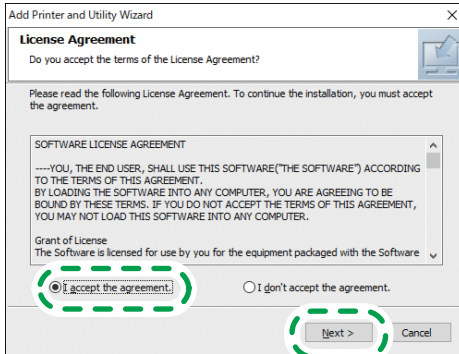 Add Printer and Utility Wizard
License Agreement
Do you accept the terms of the License Agreement?
Please read the following License Agreement. To continue the installation, you must accept
the agreement.
SOFTWARE LICENSE AGREEMENT
----YOU, THE END USER, SHALL USE THIS SOFTWARE("THE SOFTWARE") ACCORDING
TO THE TERMS OF THIS AGREEMENT.
BY LOADING THE SOFTWARE INTO ANY COMPUTER, YOU ARE AGREEING TO BE
BOUND BY THESE TERMS. IF YOU DO NOT ACCEPT THE TERMS OF THIS AGREEMENT,
YOU MAY NOT LOAD THIS SOFTWARE INTO ANY COMPUTER.
Grant of License
The Software is licensed for use by you for the equipment packaged with the Software
I accept the agreement. I don't accept the agreement.
Next > Cancel